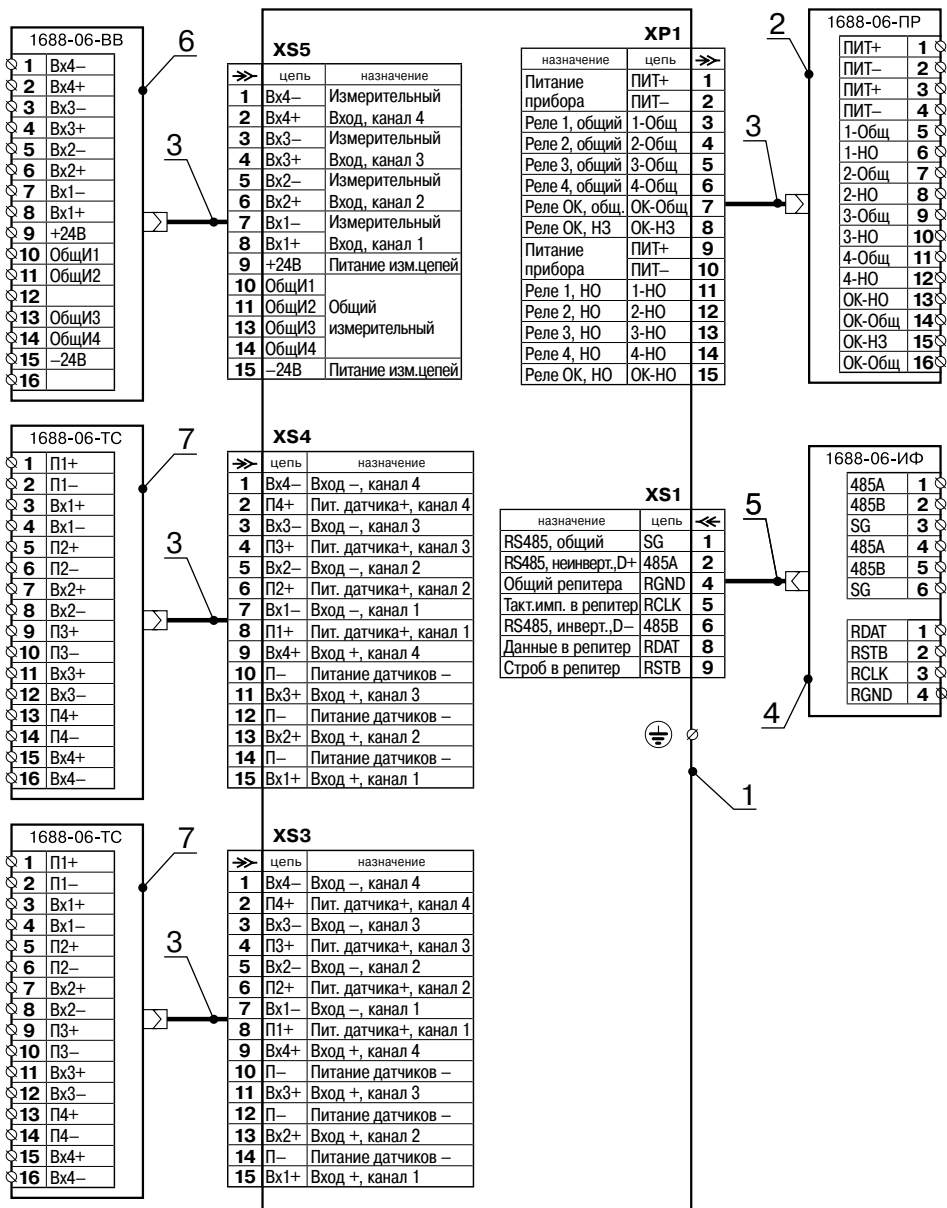 1688-06-ВВ
6
1 Вх4–
2 Вх4+
3 Вх3–
4 Вх3+
5 Вх2–
6 Вх2+
7 Вх1–
8 Вх1+
9 +24В
10 ОбщИ1
11 ОбщИ2
12
13 ОбщИ3
14 ОбщИ4
15 –24В
16
3
XS5
цепь назначение
1 Вх4– Измерительный
2 Вх4+ Вход, канал 4
3 Вх3– Измерительный
4 Вх3+ Вход, канал 3
5 Вх2– Измерительный
6 Вх2+ Вход, канал 2
7 Вх1– Измерительный
8 Вх1+ Вход, канал 1
9 +24В Питание изм.цепей
10 ОбщИ1
11 ОбщИ2 Общий
13 ОбщИ3 измерительный
14 ОбщИ4
15 –24В Питание изм.цепей
XP1
назначение цепь
Питание ПИТ+ 1
прибора ПИТ– 2
Реле 1, общий 1-Общ 3
Реле 2, общий 2-Общ 4
Реле 3, общий 3-Общ 5
Реле 4, общий 4-Общ 6
Реле ОК, общ. ОК-Общ 7
Реле ОК, НЗ ОК-НЗ 8
Питание ПИТ+ 9
прибора ПИТ– 10
Реле 1, НО 1-НО 11
Реле 2, НО 2-НО 12
Реле 3, НО 3-НО 13
Реле 4, НО 4-НО 14
Реле ОК, НО ОК-НО 15
2
3
1688-06-ПР
ПИТ+ 1
ПИТ– 2
ПИТ+ 3
ПИТ– 4
1-Общ 5
1-НО 6
2-Общ 7
2-НО 8
3-Общ 9
3-НО 10
4-Общ 11
4-НО 12
ОК-НО 13
ОК-Общ 14
ОК-НЗ 15
ОК-Общ 16
1688-06-ТС
7
1 П1+
2 П1–
3 Вх1+
4 Вх1–
5 П2+
6 П2–
7 Вх2+
8 Вх2–
9 П3+
10 П3–
11 Вх3+
12 Вх3–
13 П4+
14 П4–
15 Вх4+
16 Вх4–
3
XS4
цепь назначение
1 Вх4– Вход –, канал 4
2 П4+ Пит. датчика+, канал 4
3 Вх3– Вход –, канал 3
4 П3+ Пит. датчика+, канал 3
5 Вх2– Вход –, канал 2
6 П2+ Пит. датчика+, канал 2
7 Вх1– Вход –, канал 1
8 П1+ Пит. датчика+, канал 1
9 Вх4+ Вход +, канал 4
10 П– Питание датчиков –
11 Вх3+ Вход +, канал 3
12 П– Питание датчиков –
13 Вх2+ Вход +, канал 2
14 П– Питание датчиков –
15 Вх1+ Вход +, канал 1
XS1
назначение цепь
RS485, общий SG 1
RS485, неинверт.,D+ 485A 2
Общий репитера RGND 4
Такт.имп. в репитер RCLK 5
RS485, инверт.,D– 485B 6
Данные в репитер RDAT 8
Строб в репитер RSTB 9
5
4
1
1688-06-ИФ
485A 1
485B 2
SG 3
485A 4
485B 5
SG 6
RDAT 1
RSTB 2
RCLK 3
RGND 4
1688-06-ТС
7
1 П1+
2 П1–
3 Вх1+
4 Вх1–
5 П2+
6 П2–
7 Вх2+
8 Вх2–
9 П3+
10 П3–
11 Вх3+
12 Вх3–
13 П4+
14 П4–
15 Вх4+
16 Вх4–
3
XS3
цепь назначение
1 Вх4– Вход –, канал 4
2 П4+ Пит. датчика+, канал 4
3 Вх3– Вход –, канал 3
4 П3+ Пит. датчика+, канал 3
5 Вх2– Вход –, канал 2
6 П2+ Пит. датчика+, канал 2
7 Вх1– Вход –, канал 1
8 П1+ Пит. датчика+, канал 1
9 Вх4+ Вход +, канал 4
10 П– Питание датчиков –
11 Вх3+ Вход +, канал 3
12 П– Питание датчиков –
13 Вх2+ Вход +, канал 2
14 П– Питание датчиков –
15 Вх1+ Вход +, канал 1